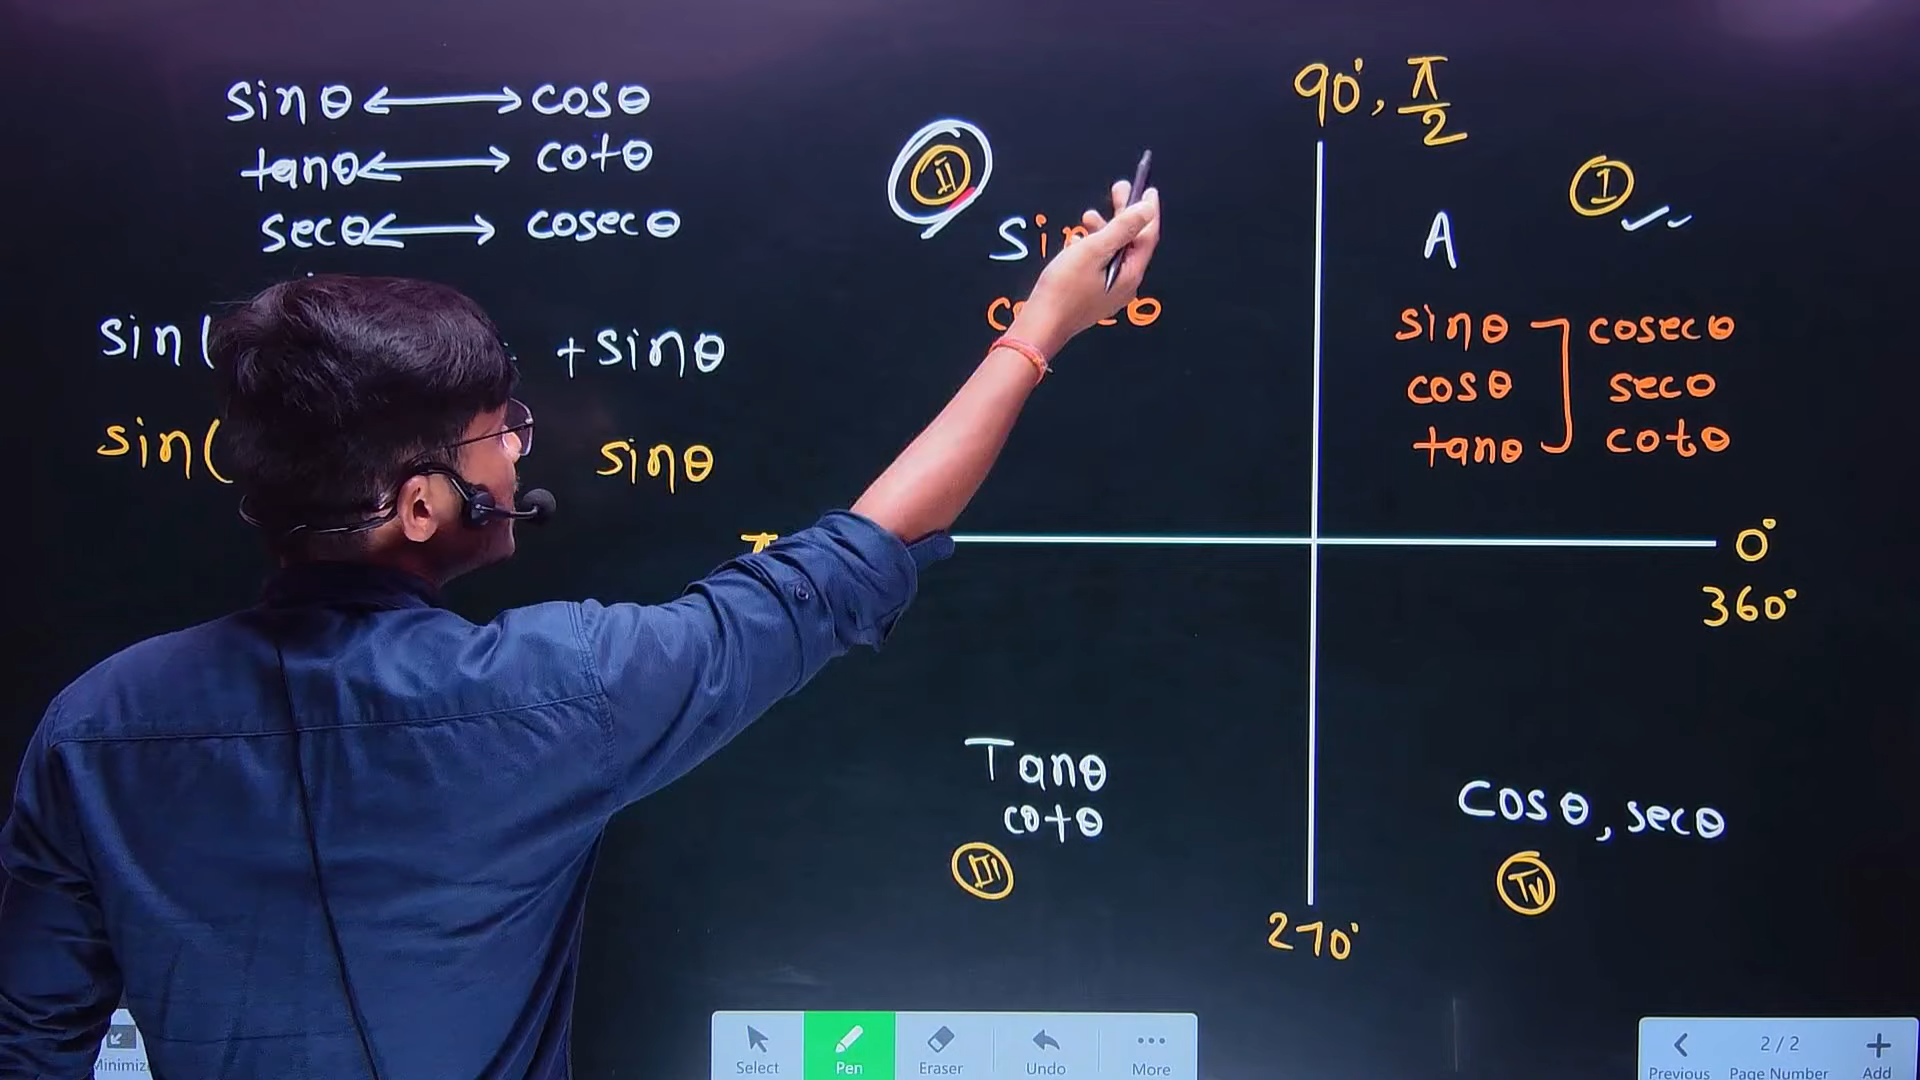 sinθ ↔ cosθ
tanθ ↔ cotθ
secθ ↔ cosecθ
sin(
+sinθ
sin(
sinθ
90°, π/2
II
I
A
sinθ cosecθ
cosθ secθ
tanθ cotθ
0°
360°
Tanθ
cotθ
III
cosθ, secθ
IV
270°
Minimize
Select
Pen
Eraser
Undo
More
Previous
2 / 2
Page Number
Add